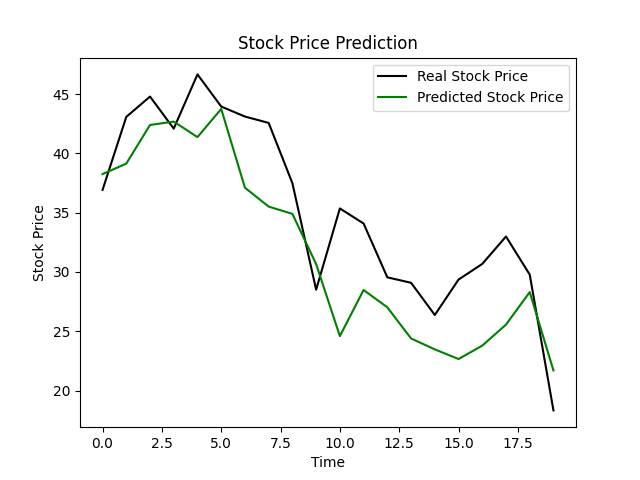 Stock Price Prediction
Real Stock Price
Predicted Stock Price
Stock Price
45
40
35
30
25
20
0.0 2.5 5.0 7.5 10.0 12.5 15.0 17.5
Time